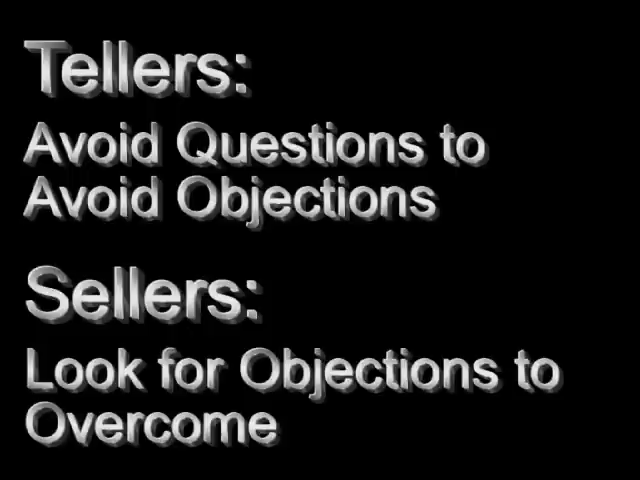 Tellers:
Avoid Questions to
Avoid Objections
Sellers:
Look for Objections to
Overcome